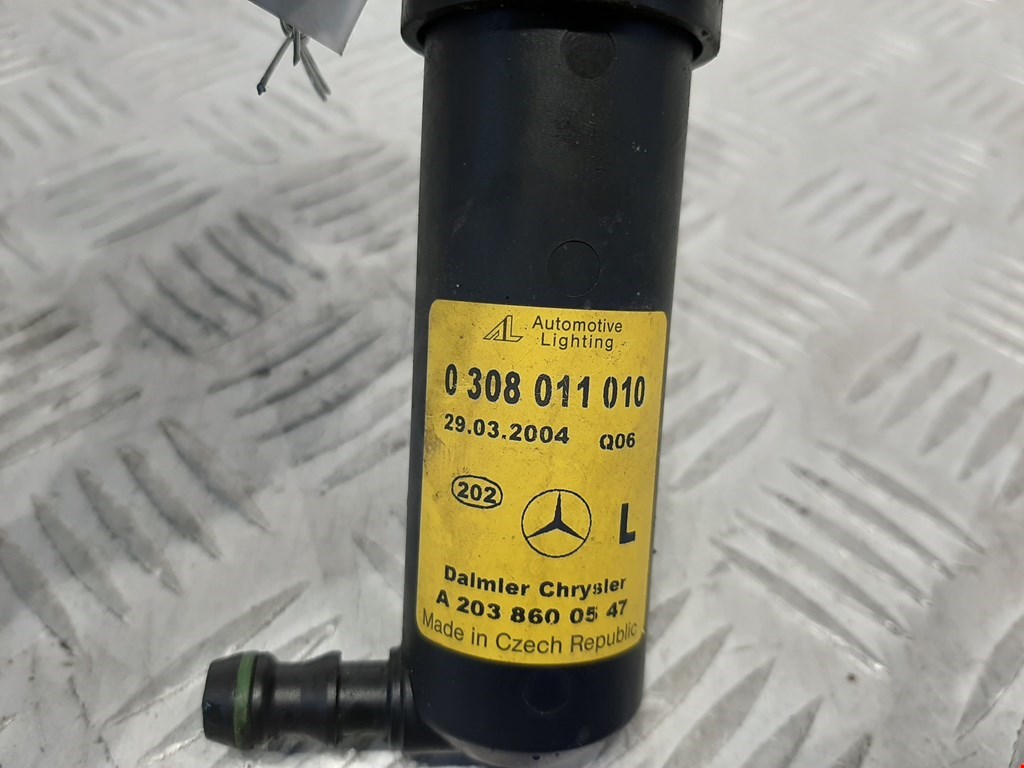 AL Automotive
Lighting
0 308 011 010
29.03.2004 Q06
202 L
Daimler Chrysler
A 203 860 05 47
Made in Czech Republic